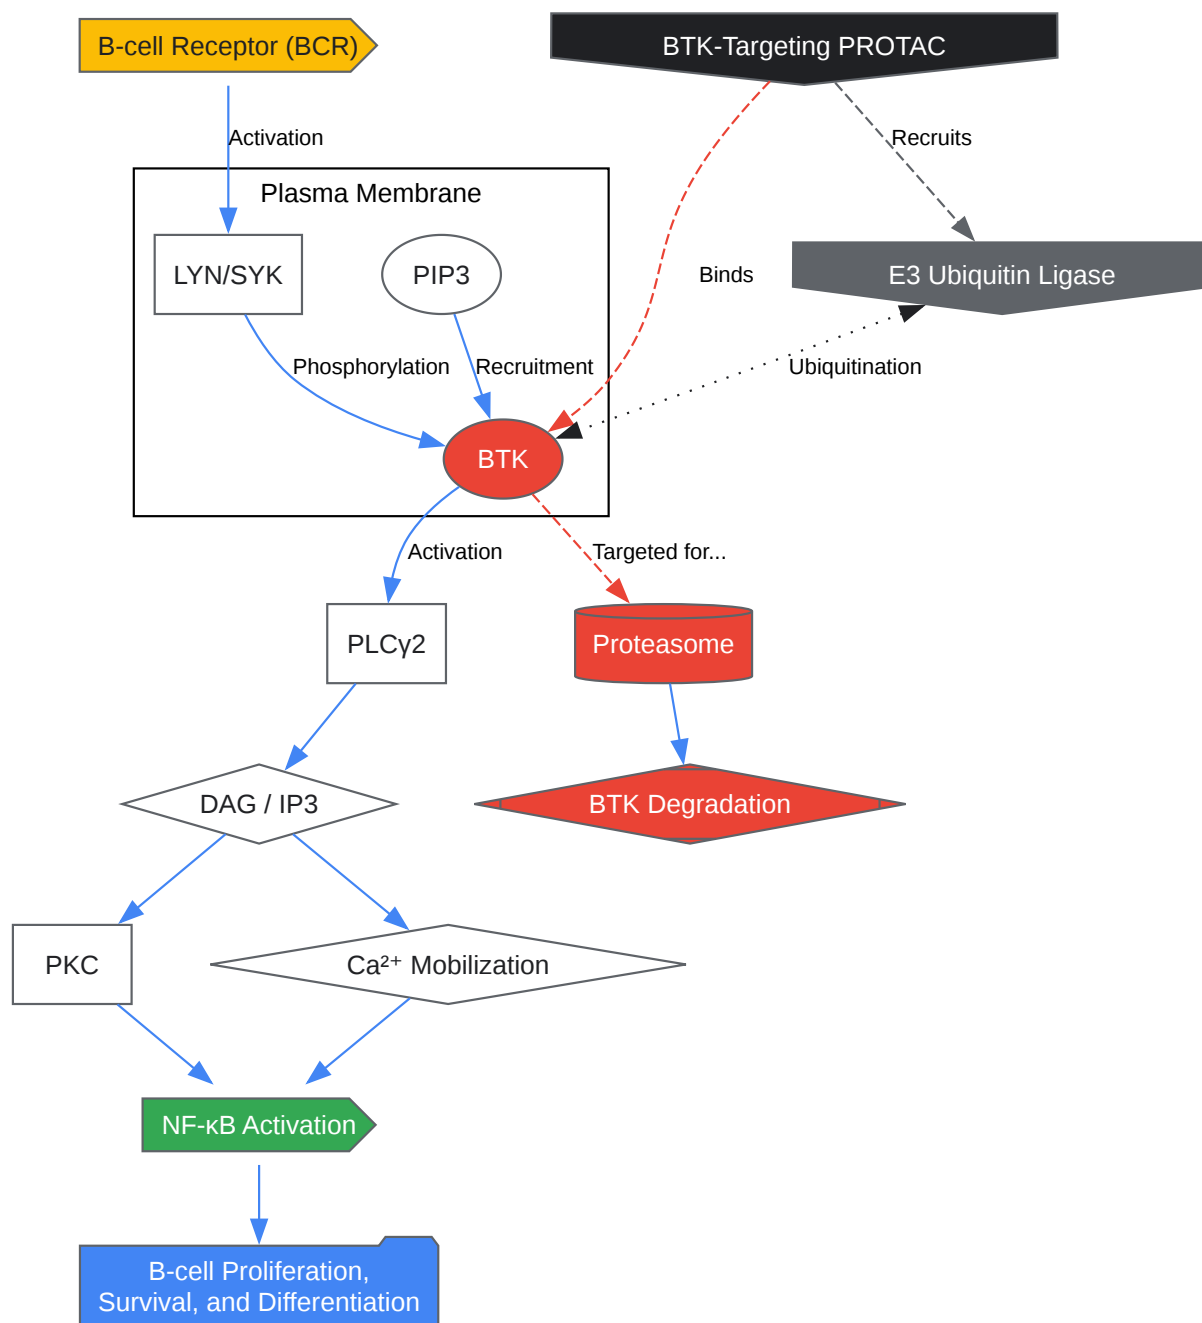 B-cell Receptor (BCR)
BTK-Targeting PROTAC
Activation
Recruits
Plasma Membrane
LYN/SYK
PIP3
Binds
E3 Ubiquitin Ligase
Phosphorylation
Recruitment
Ubiquitination
BTK
Activation
Targeted for...
PLCγ2
Proteasome
DAG / IP3
BTK Degradation
PKC
Ca²⁺ Mobilization
NF-κB Activation
B-cell Proliferation,
Survival, and Differentiation